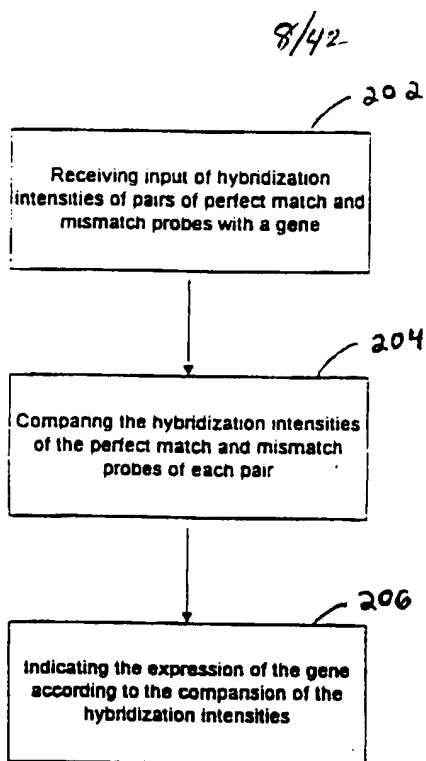 8/42
202
Receiving input of hybridization
intensities of pairs of perfect match and
mismatch probes with a gene
204
Comparing the hybridization intensities
of the perfect match and mismatch
probes of each pair
206
Indicating the expression of the gene
according to the compansion of the
hybridization intensities